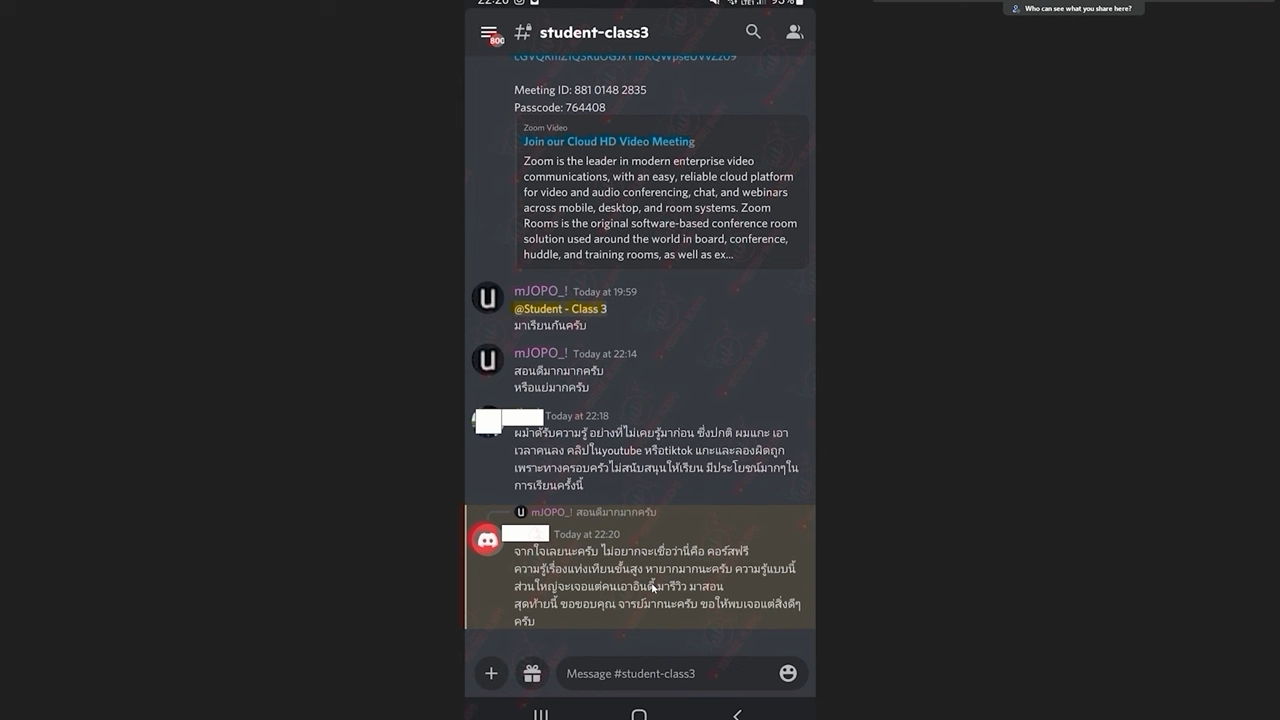 22:20
95%
Who can see what you share here?
800
student-class3
Meeting ID: 881 0148 2835
Passcode: 764408
Zoom Video
Join our Cloud HD Video Meeting
Zoom is the leader in modern enterprise video
communications, with an easy, reliable cloud platform
for video and audio conferencing, chat, and webinars
across mobile, desktop, and room systems. Zoom
Rooms is the original software-based conference room
solution used around the world in board, conference,
huddle, and training rooms, as well as ex...
mJOPO_! Today at 19:59
@Student - Class 3
มาเรียนกันครับ
mJOPO_! Today at 22:14
สอนดีมากมากครับ
หรือแย่มากครับ
Today at 22:18
ความรู้ อย่างที่ไม่เคยรู้มาก่อน ซึ่งปกติ ผมแกะ เอา
เวลาคนลง คลิปในyoutube หรือtiktok แกะและลองผิดถูก
เพราะทางครอบครัวไม่สนับสนุนให้เรียน มีประโยชน์มากๆใน
การเรียนครั้งนี้
mJOPO_! สอนดีมากมากครับ
Today at 22:20
จากใจเลยนะครับ ไม่อยากจะเชื่อว่านี่คือ คอร์สฟรี
ความรู้เรื่องแท่งเทียนขั้นสูง หายากมากนะครับ ความรู้แบบนี้
ส่วนใหญ่จะเจอแต่คนเอาอินดี้มารีวิว มาสอน
สุดท้ายนี้ ขอขอบคุณ จารย์มากนะครับ ขอให้พบเจอแต่สิ่งดีๆ
ครับ
Message #student-class3